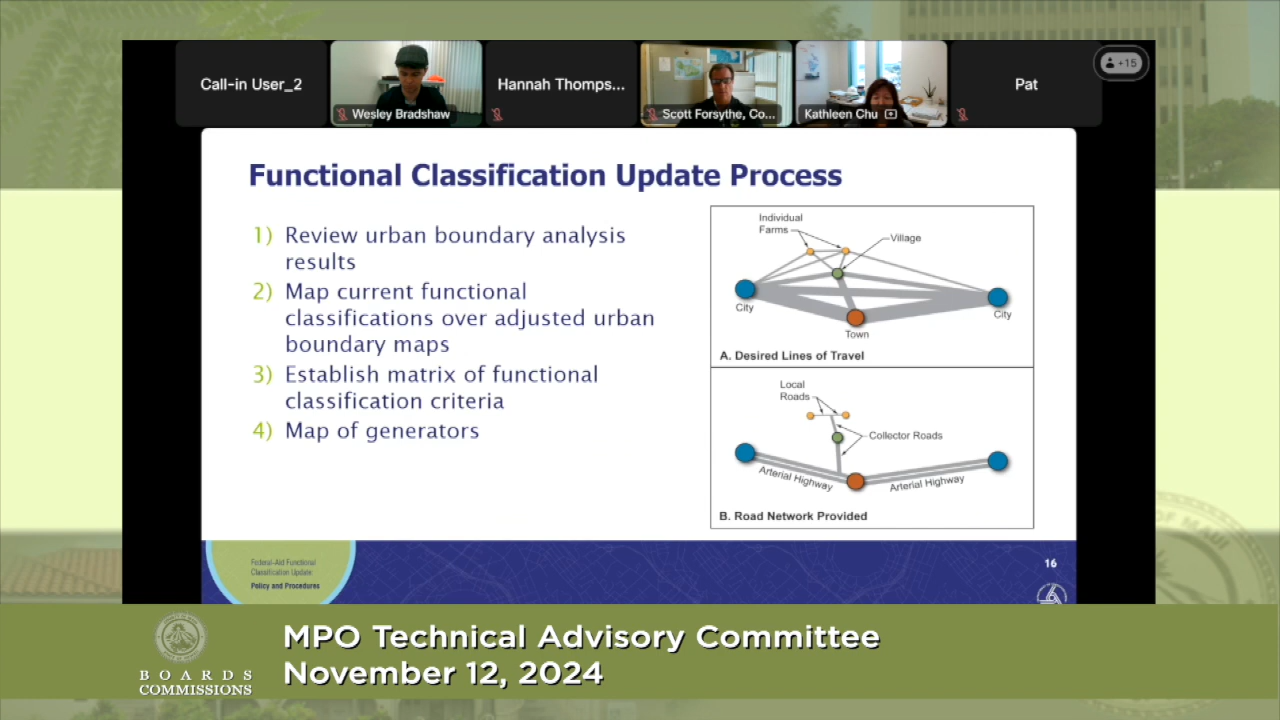 Call-in User_2
Wesley Bradshaw
Hannah Thomps...
Scott Forsythe, Co...
Kathleen Chu
Pat
+15
Functional Classification Update Process
1) Review urban boundary analysis
results
2) Map current functional
classifications over adjusted urban
boundary maps
3) Establish matrix of functional
classification criteria
4) Map of generators
Individual
Farms
Village
City
City
Town
A. Desired Lines of Travel
Local
Roads
Collector Roads
Arterial Highway
Arterial Highway
B. Road Network Provided
Federal-Aid Functional
Classification Update:
Policy and Procedures
16
BOARDS
COMMISSIONS
MPO Technical Advisory Committee
November 12, 2024